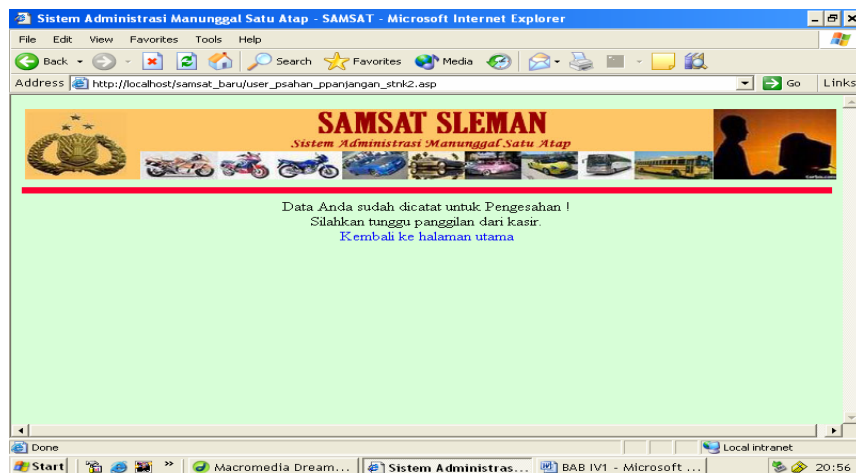 Sistem Administrasi Manunggal Satu Atap - SAMSAT - Microsoft Internet Explorer
File Edit View Favorites Tools Help
Back Search Favorites Media
Address http://localhost/samsat_baru/user_psahan_ppanjangan_stnk2.asp Go Links
SAMSAT SLEMAN
Sistem Administrasi Manunggal Satu Atap
Data Anda sudah dicatat untuk Pengesahan !
Silahkan tunggu panggilan dari kasir.
Kembali ke halaman utama
Done Local intranet
Start » Macromedia Dream... Sistem Administras... BAB IV1 - Microsoft ... 20:56